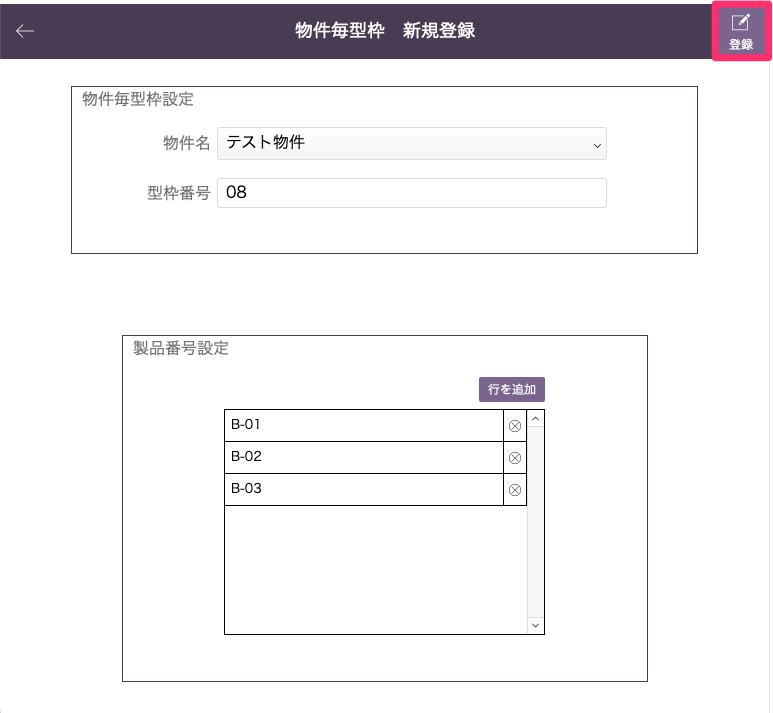 物件毎型枠　新規登録
登録
物件毎型枠設定
物件名
テスト物件
型枠番号
08
製品番号設定
行を追加
B-01
B-02
B-03